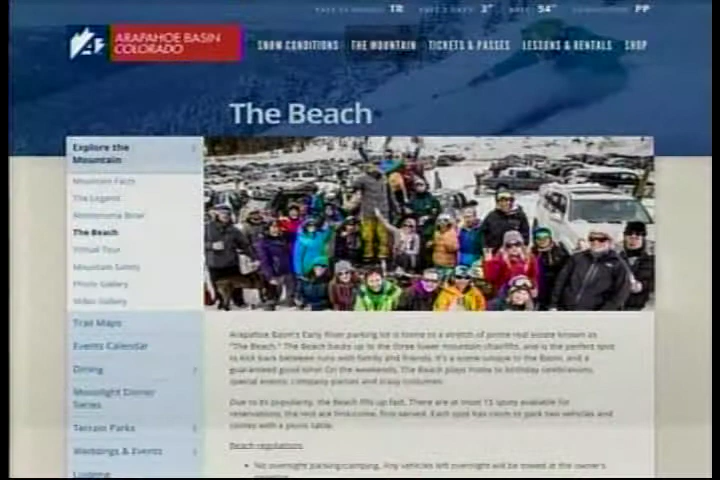 TR 3" 54" PP
ARAPAHOE BASIN
COLORADO
SNOW CONDITIONS THE MOUNTAIN TICKETS & PASSES LESSONS & RENTALS SHOP
The Beach
Explore the
Mountain
Mountain Facts
The Legend
Montezuma Bowl
The Beach
Virtual Tour
Mountain Safety
Photo Gallery
Video Gallery
Trail Maps
Events Calendar
Dining
Moonlight Dinner
Series
Terrain Parks
Weddings & Events
Lodging
Arapahoe Basin's Early Riser parking lot is home to a stretch of prime real estate known as
"The Beach." The Beach backs up to the three lower mountain chairlifts, and is the perfect spot
to kick back between runs with family and friends. It's a scene unique to the Basin, and a
guaranteed good time! On the weekends, The Beach plays home to birthday celebrations,
special events, company parties and crazy costumes.
Due to its popularity, the Beach fills up fast. There are at most 15 spots available for
reservations, the rest are first-come, first-served. Each spot has room to park two vehicles and
comes with a picnic table.
Beach regulations
• No overnight parking/camping. Any vehicles left overnight will be towed at the owner's